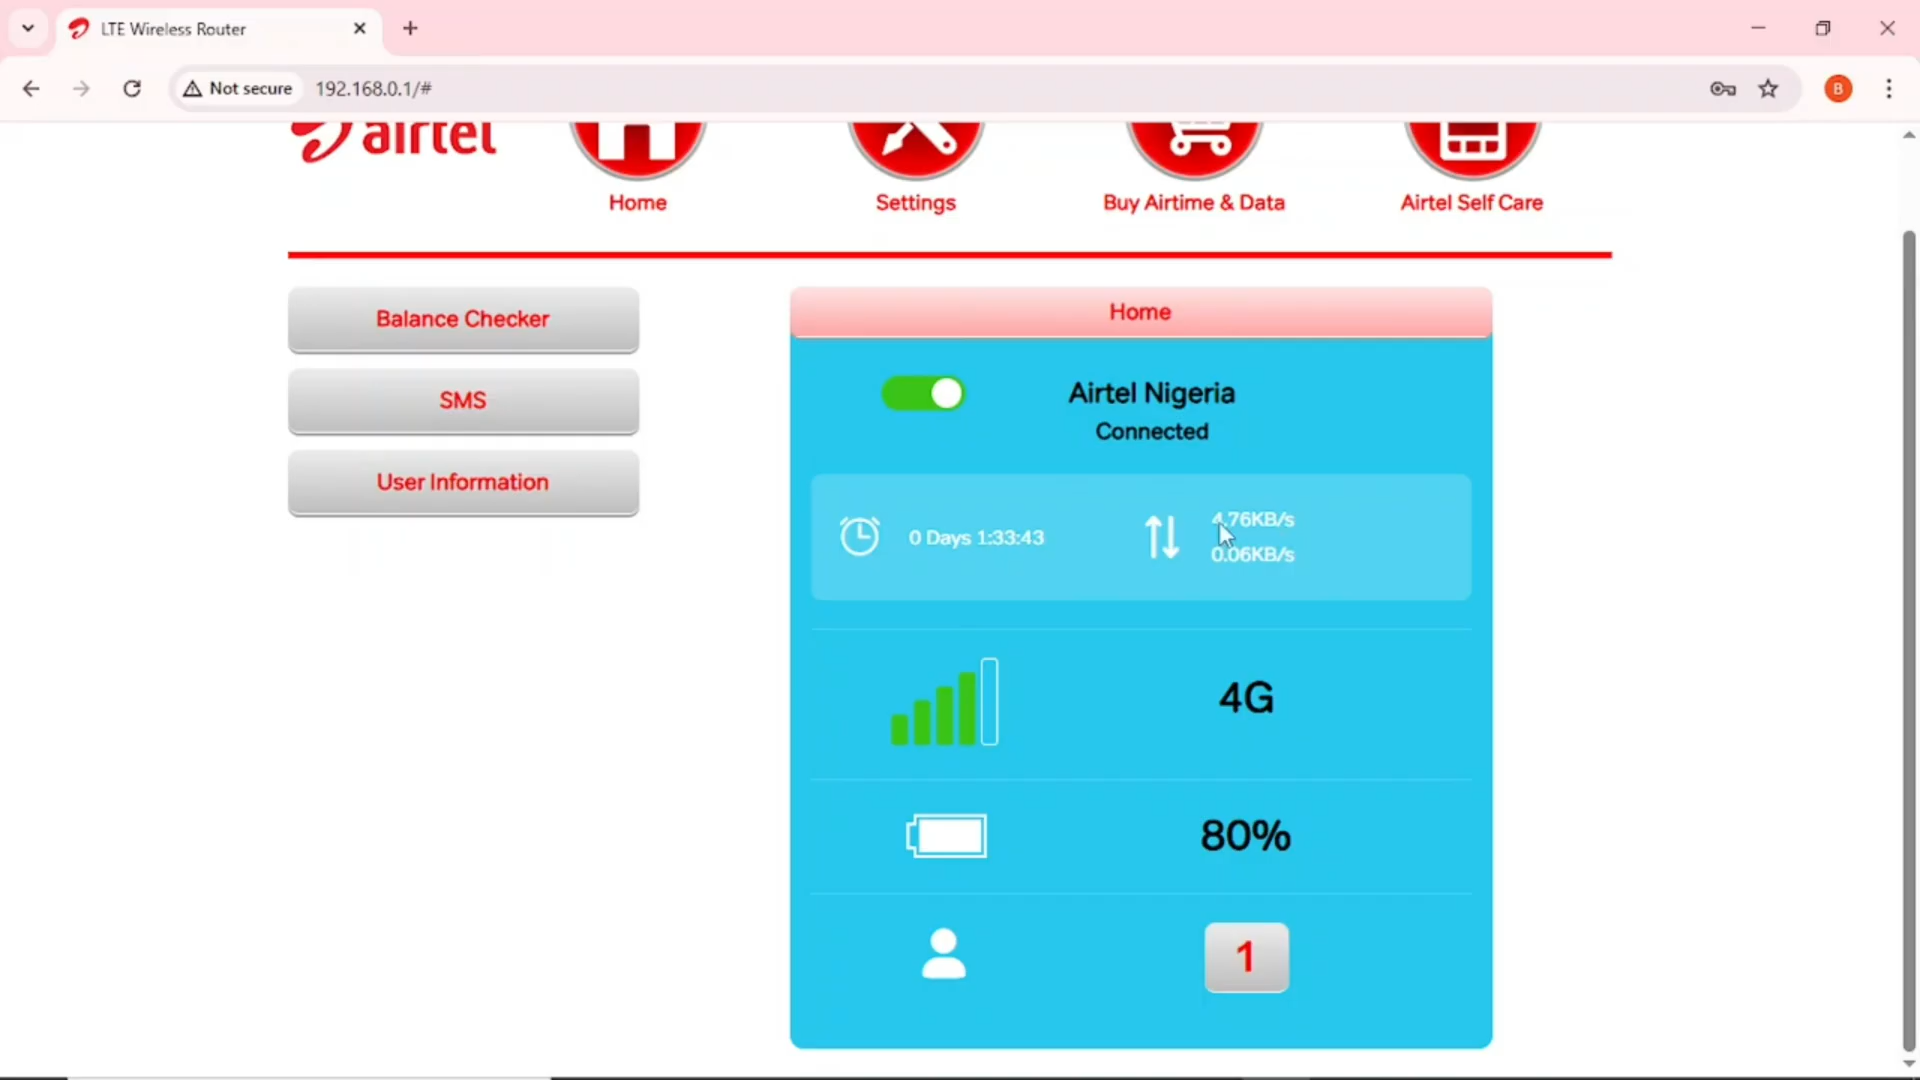 LTE Wireless Router
Not secure
192.168.0.1/#
B
airtel
Home
Settings
Buy Airtime & Data
Airtel Self Care
Balance Checker
SMS
User Information
Home
Airtel Nigeria
Connected
0 Days 1:33:43
4.76KB/s
0.06KB/s
4G
80%
1